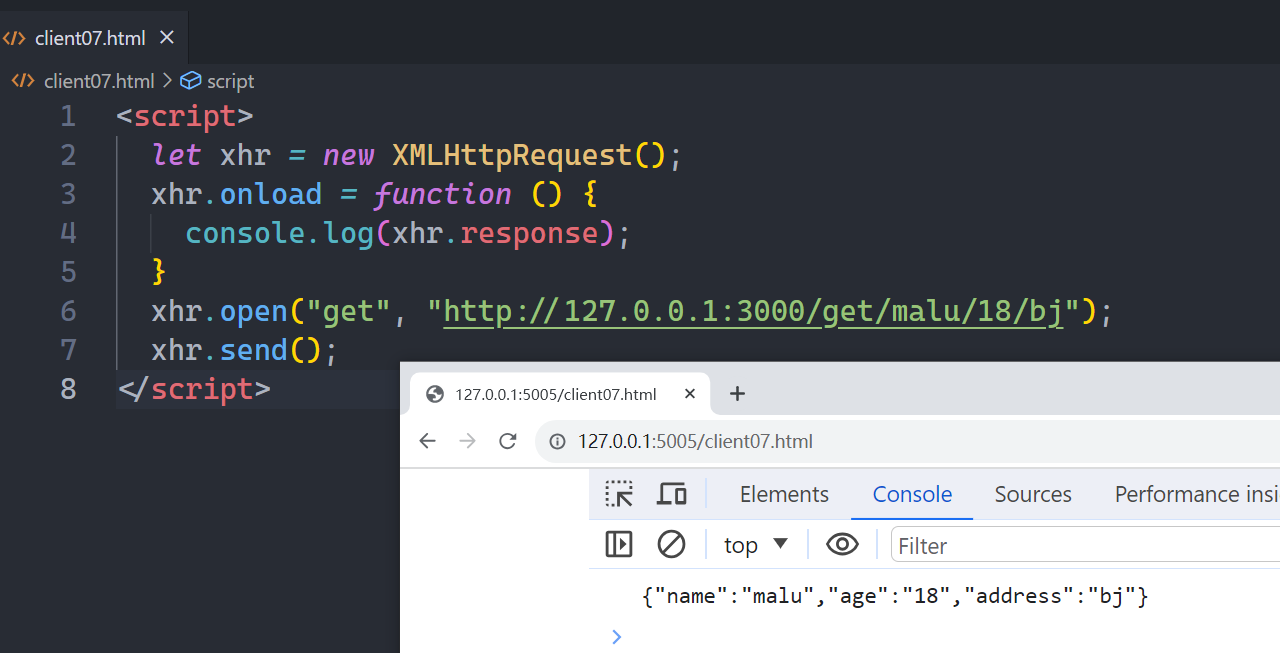 client07.html
client07.html > script
1 <script>
2 let xhr = new XMLHttpRequest();
3 xhr.onload = function () {
4 console.log(xhr.response);
5 }
6 xhr.open("get", "http://127.0.0.1:3000/get/malu/18/bj");
7 xhr.send();
8 </script>
127.0.0.1:5005/client07.html
127.0.0.1:5005/client07.html
Elements Console Sources Performance insi
top Filter
{"name":"malu","age":"18","address":"bj"}